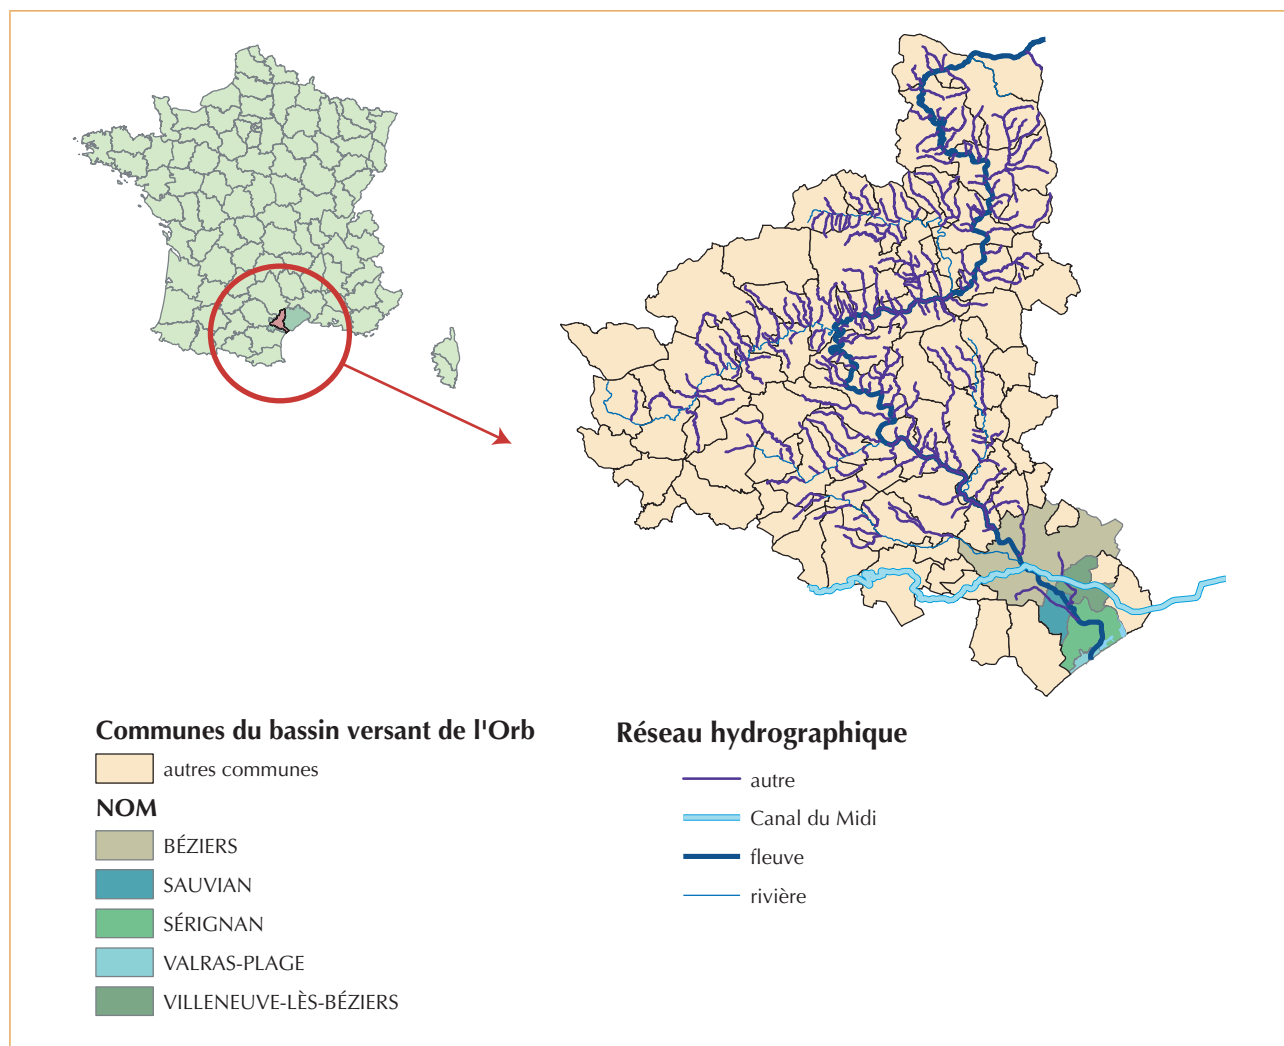 Communes du bassin versant de l'Orb
autres communes
NOM
BÉZIERS
SAUVIAN
SÉRIGNAN
VALRAS-PLAGE
VILLENEUVE-LÈS-BÉZIERS
Réseau hydrographique
autre
Canal du Midi
fleuve
rivière